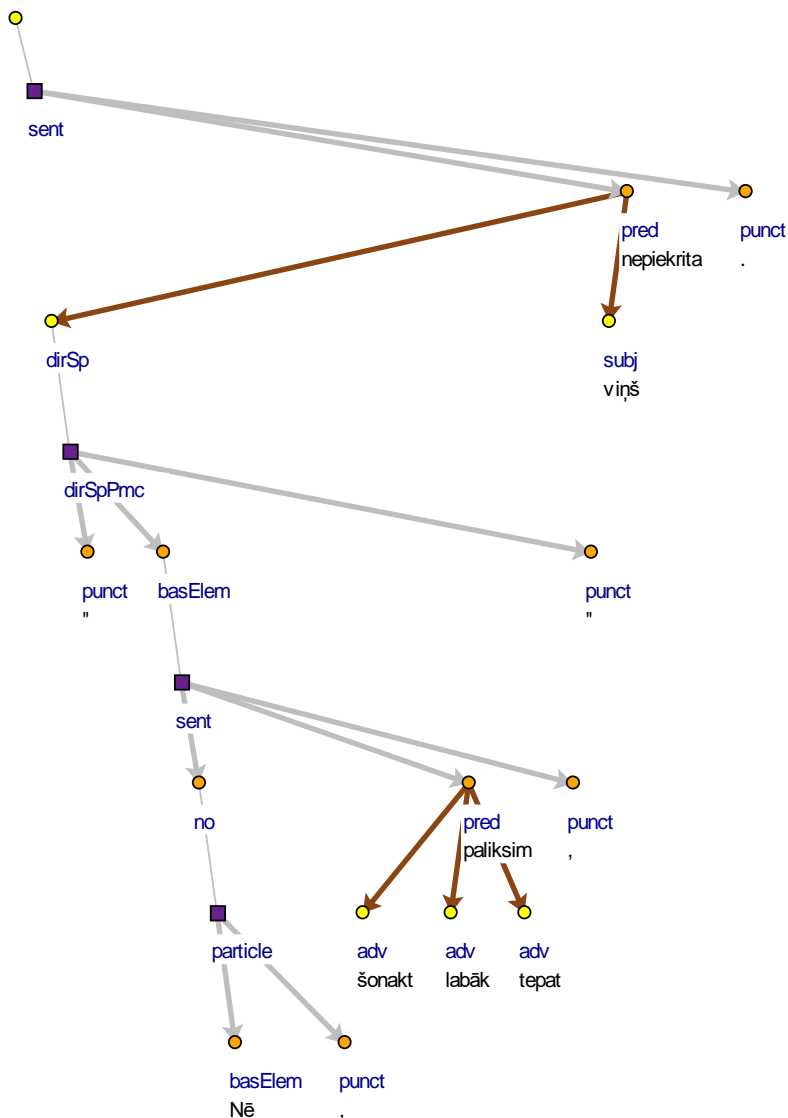 sent
pred punct
nepiekrita .
dirSp subj
viņš
dirSpPmc
punct basElem punct
" "
sent
no pred punct
paliksim ,
particle adv adv adv
šonakt labāk tepat
basElem punct
Nē ,